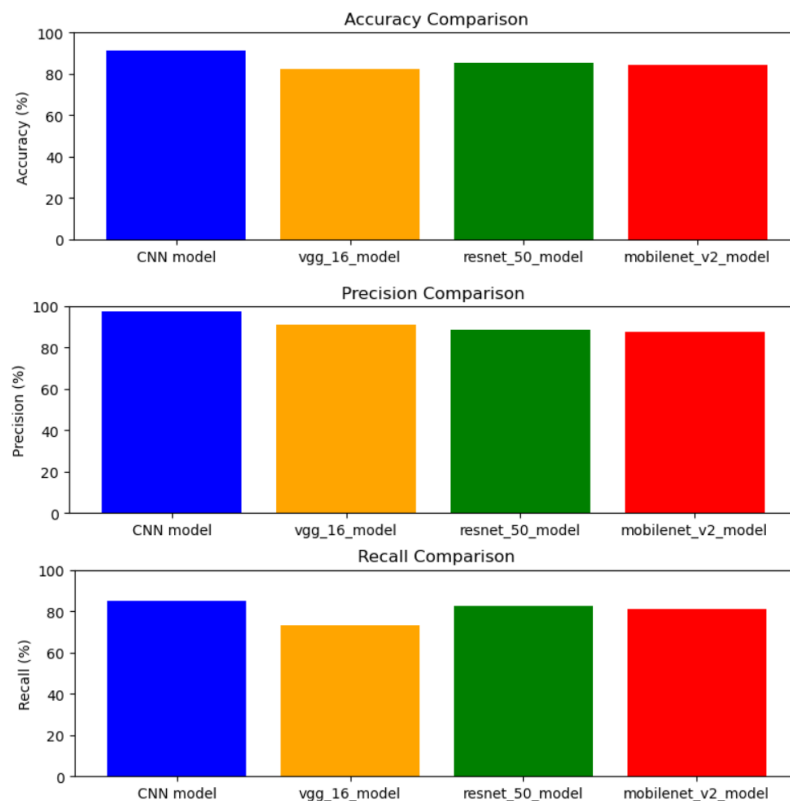 Accuracy Comparison
100
80
60
40
20
0
Accuracy (%)
CNN model vgg_16_model resnet_50_model mobilenet_v2_model
Precision Comparison
100
80
60
40
20
0
Precision (%)
CNN model vgg_16_model resnet_50_model mobilenet_v2_model
Recall Comparison
100
80
60
40
20
0
Recall (%)
CNN model vgg_16_model resnet_50_model mobilenet_v2_model